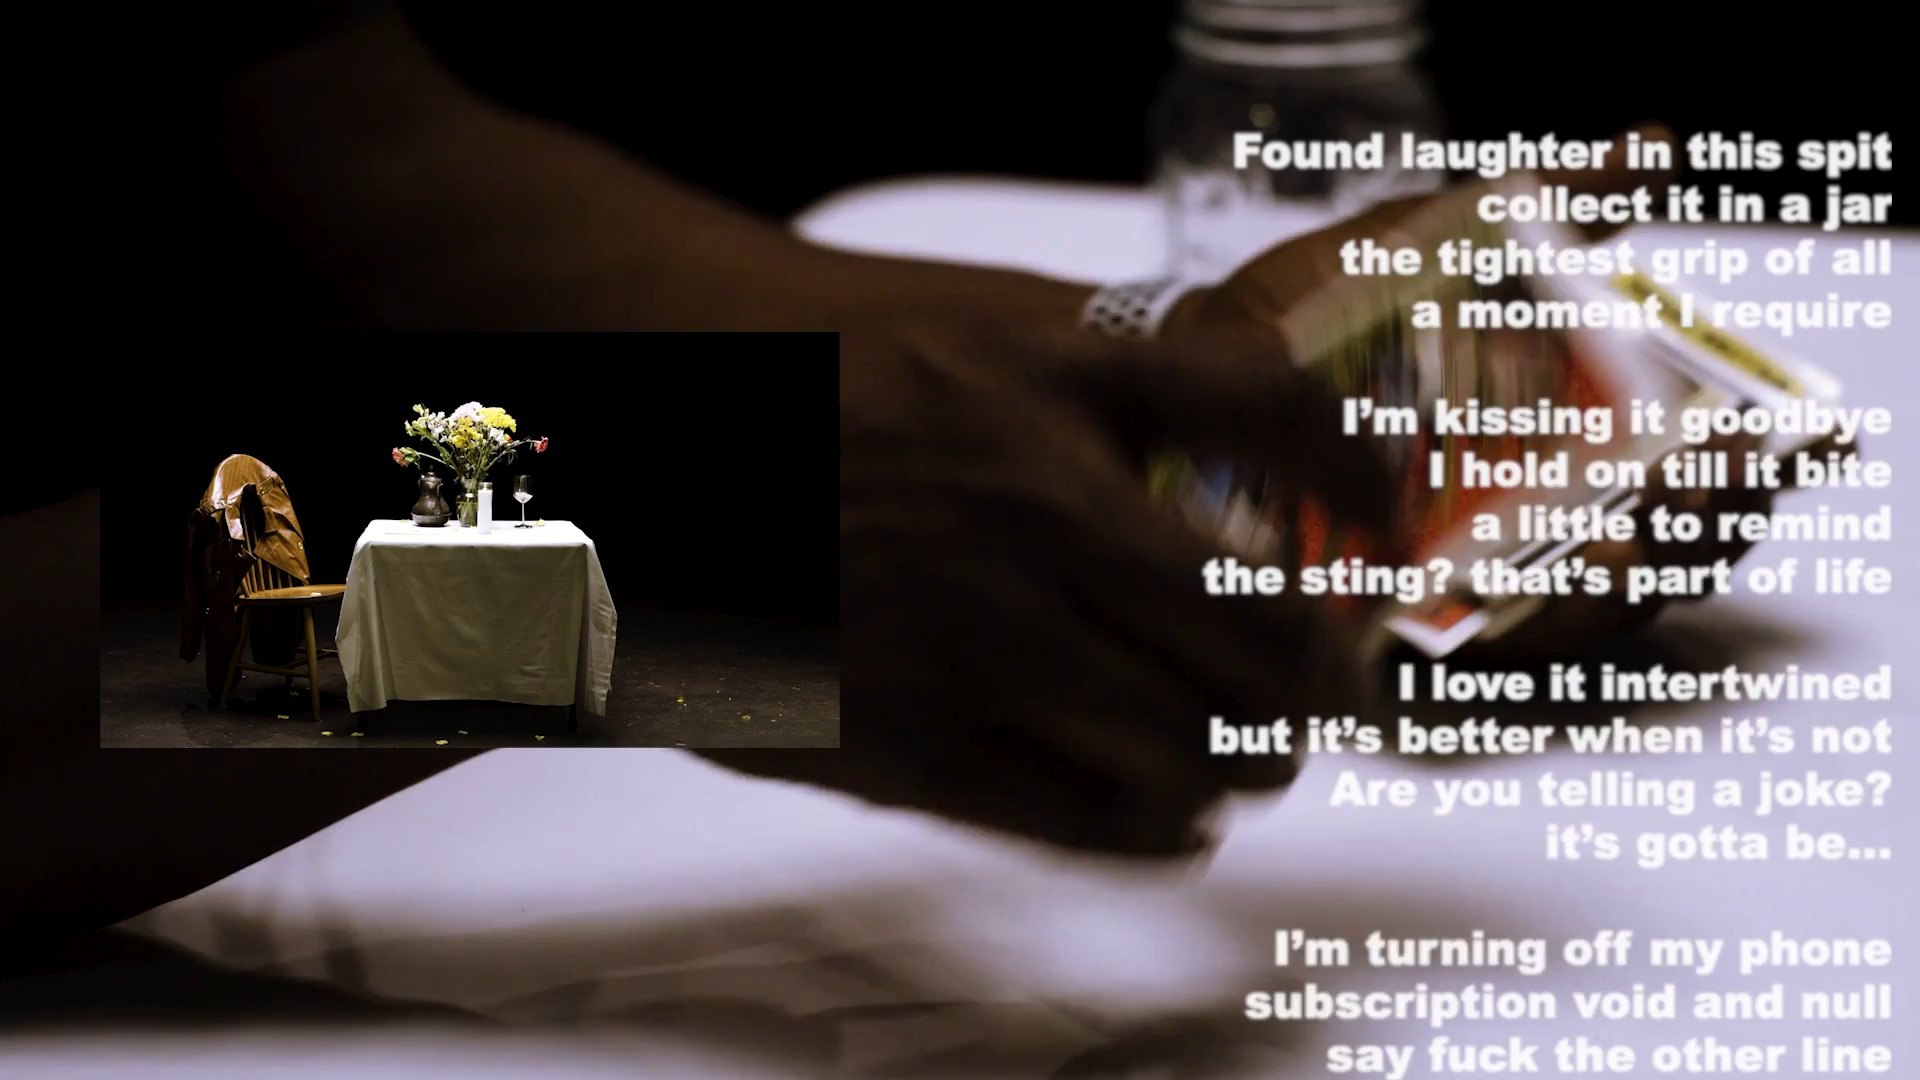 Found laughter in this spit
collect it in a jar
the tightest grip of all
a moment I require
I’m kissing it goodbye
I hold on till it bite
a little to remind
the sting? that’s part of life
I love it intertwined
but it’s better when it’s not
Are you telling a joke?
it’s gotta be...
I’m turning off my phone
subscription void and null
say fuck the other line